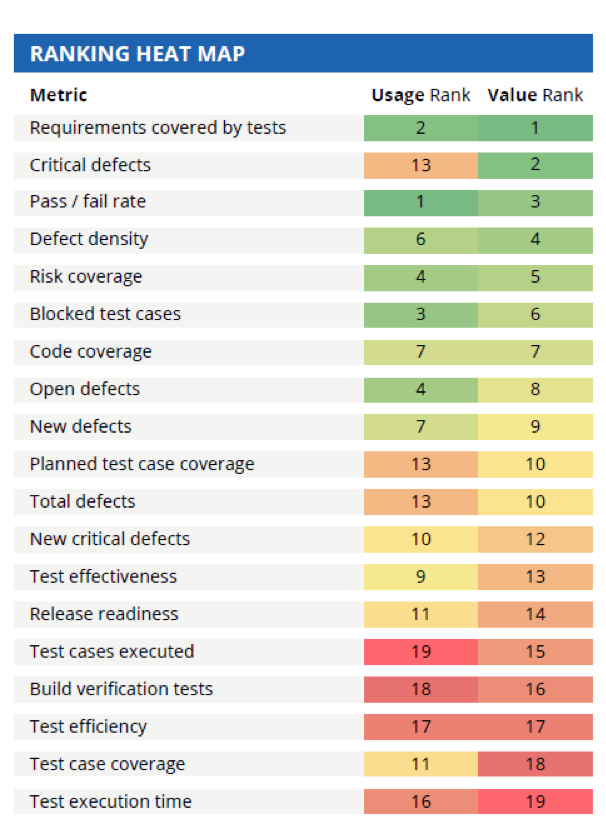 RANKING HEAT MAP
Metric Usage Rank Value Rank
Requirements covered by tests 2 1
Critical defects 13 2
Pass / fail rate 1 3
Defect density 6 4
Risk coverage 4 5
Blocked test cases 3 6
Code coverage 7 7
Open defects 4 8
New defects 7 9
Planned test case coverage 13 10
Total defects 13 10
New critical defects 10 12
Test effectiveness 9 13
Release readiness 11 14
Test cases executed 19 15
Build verification tests 18 16
Test efficiency 17 17
Test case coverage 11 18
Test execution time 16 19